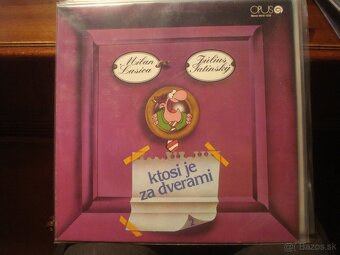 OPUS
Milan
Lasica
Július
Satinský
ktosi je
za dverami
Bazos.sk